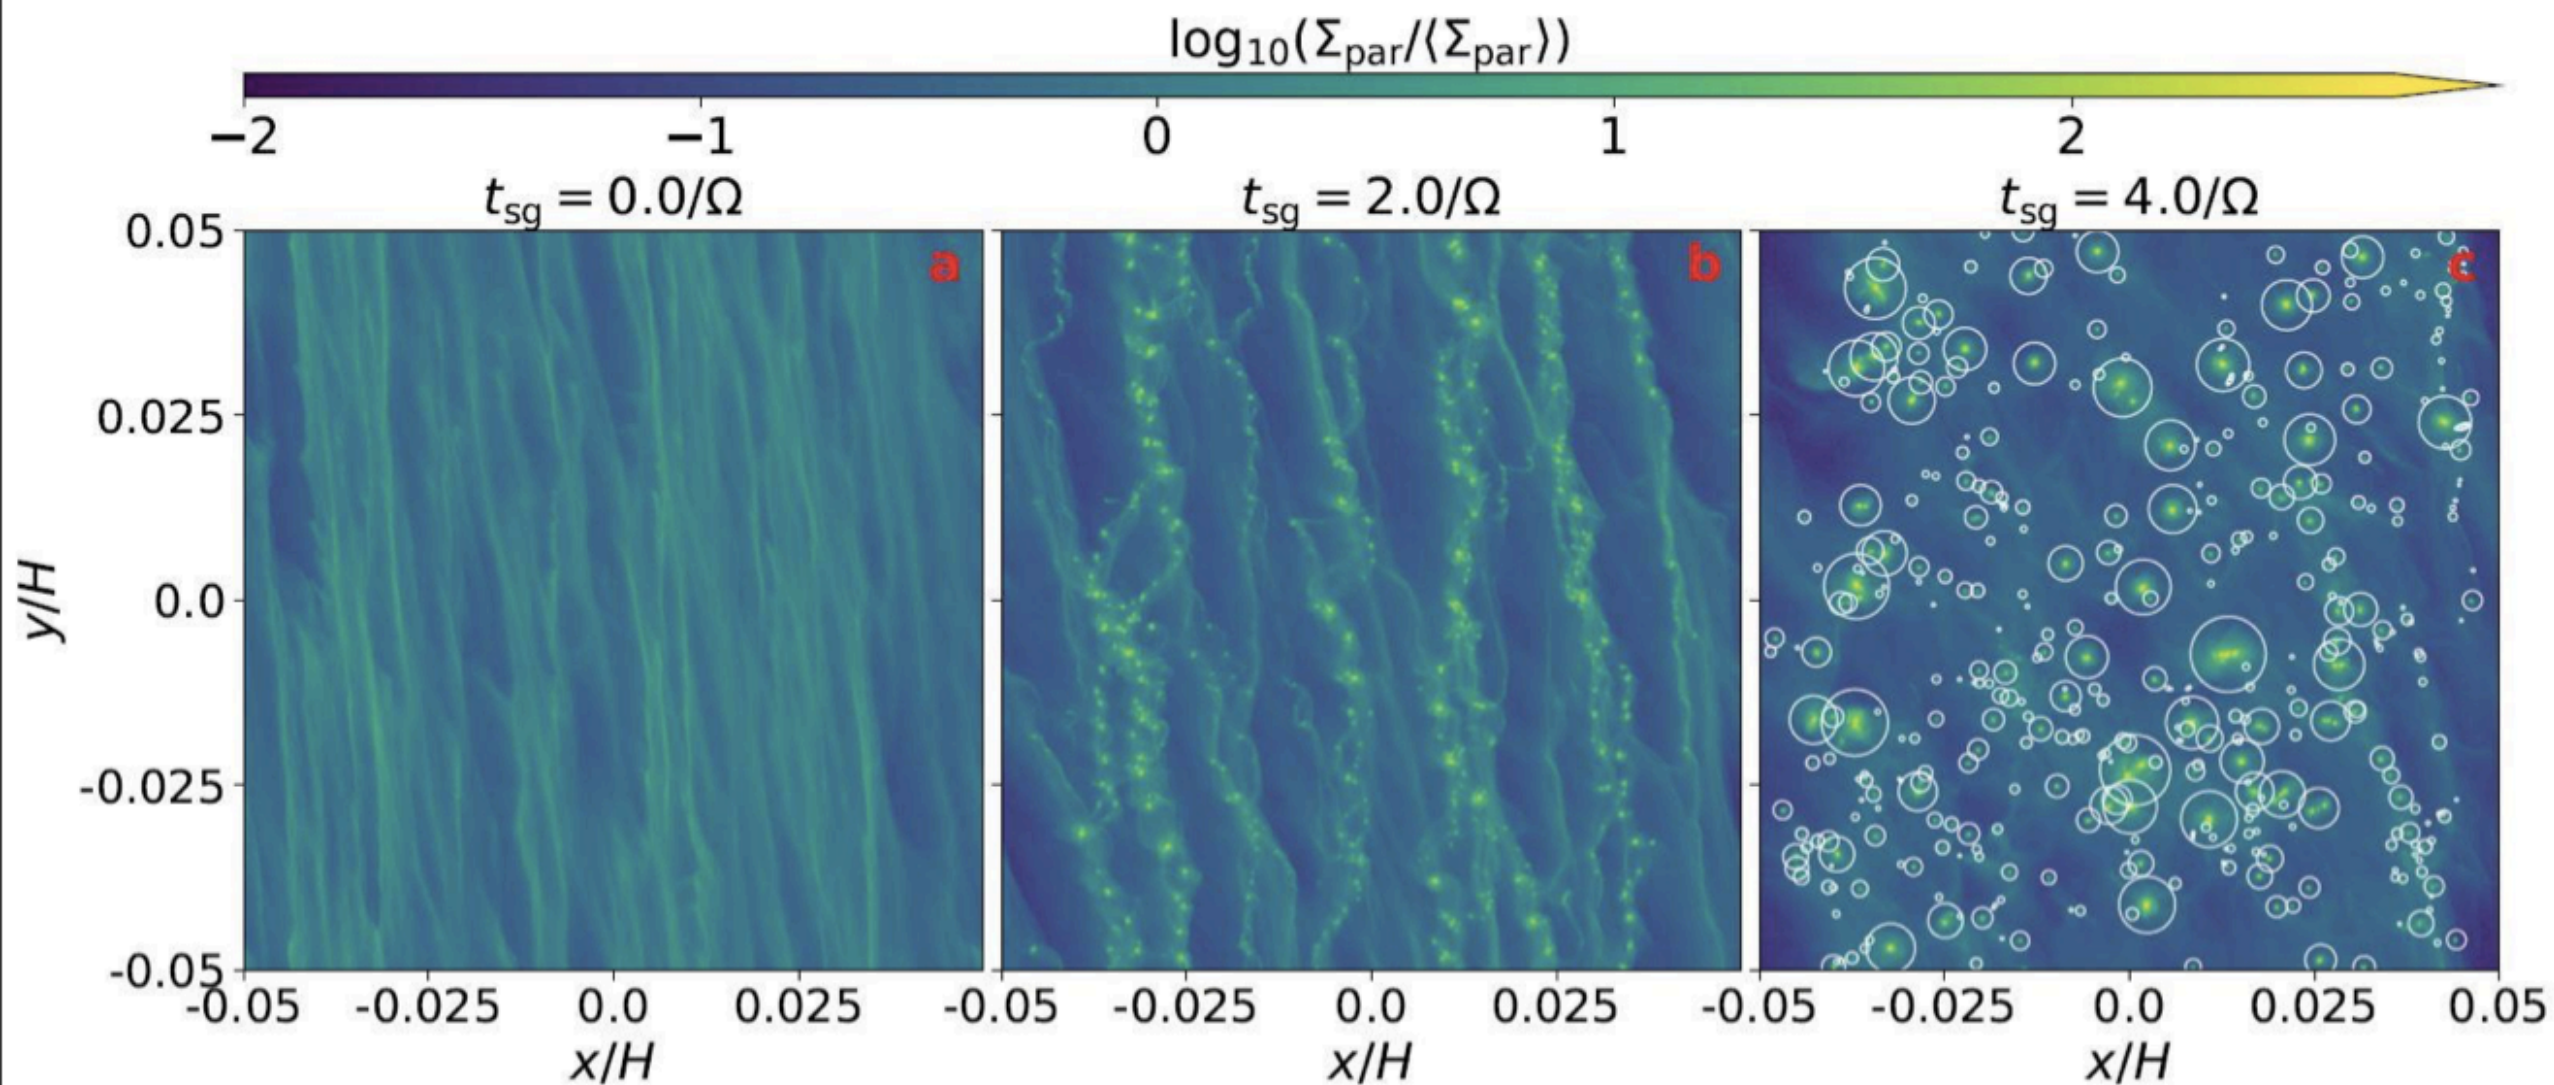 log₁₀(Σpar/⟨Σpar⟩)
−2 −1 0 1 2
tsg = 0.0/Ω tsg = 2.0/Ω tsg = 4.0/Ω
a b c
y/H
0.05
0.025
0.0
-0.025
-0.05
-0.05 -0.025 0.0 0.025 -0.05 -0.025 0.0 0.025 -0.05 -0.025 0.0 0.025 0.05
x/H x/H x/H